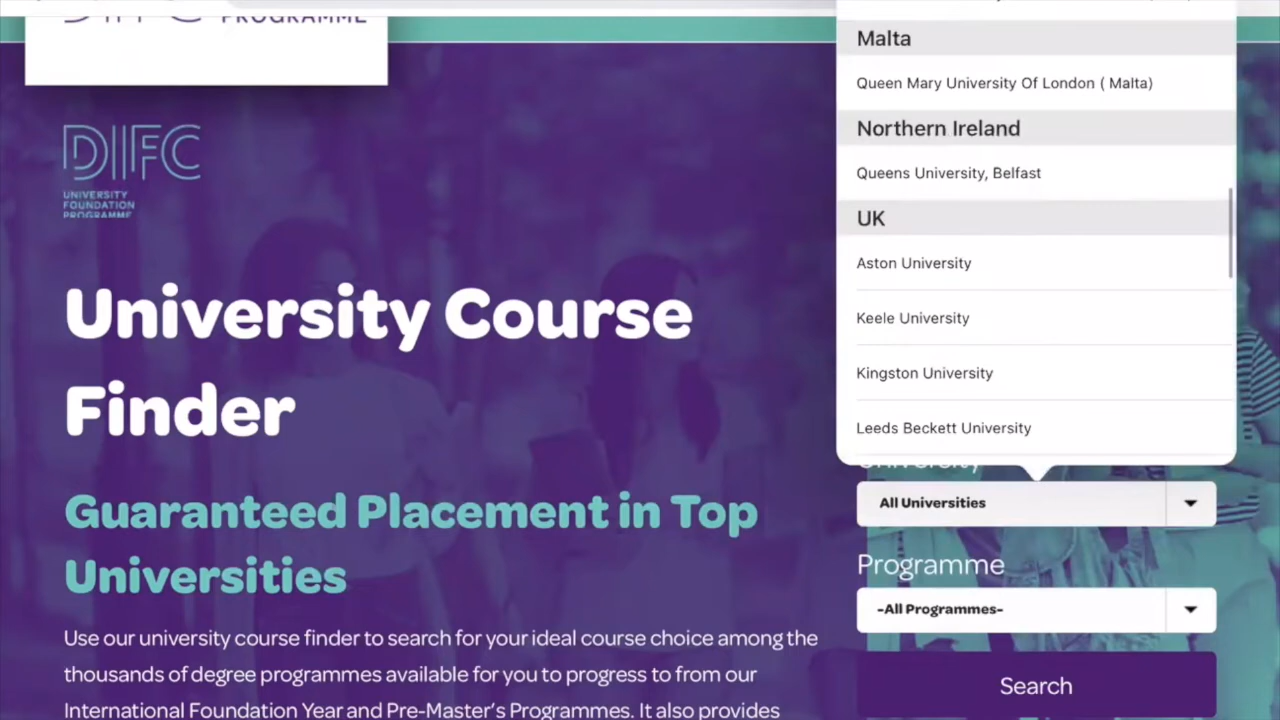 PROGRAMME
DIFC
UNIVERSITY
FOUNDATION
PROGRAMME
University Course
Finder
Guaranteed Placement in Top
Universities
Use our university course finder to search for your ideal course choice among the
thousands of degree programmes available for you to progress to from our
International Foundation Year and Pre-Master's Programmes. It also provides
Malta
Queen Mary University Of London ( Malta)
Northern Ireland
Queens University, Belfast
UK
Aston University
Keele University
Kingston University
Leeds Beckett University
University
All Universities
Programme
-All Programmes-
Search